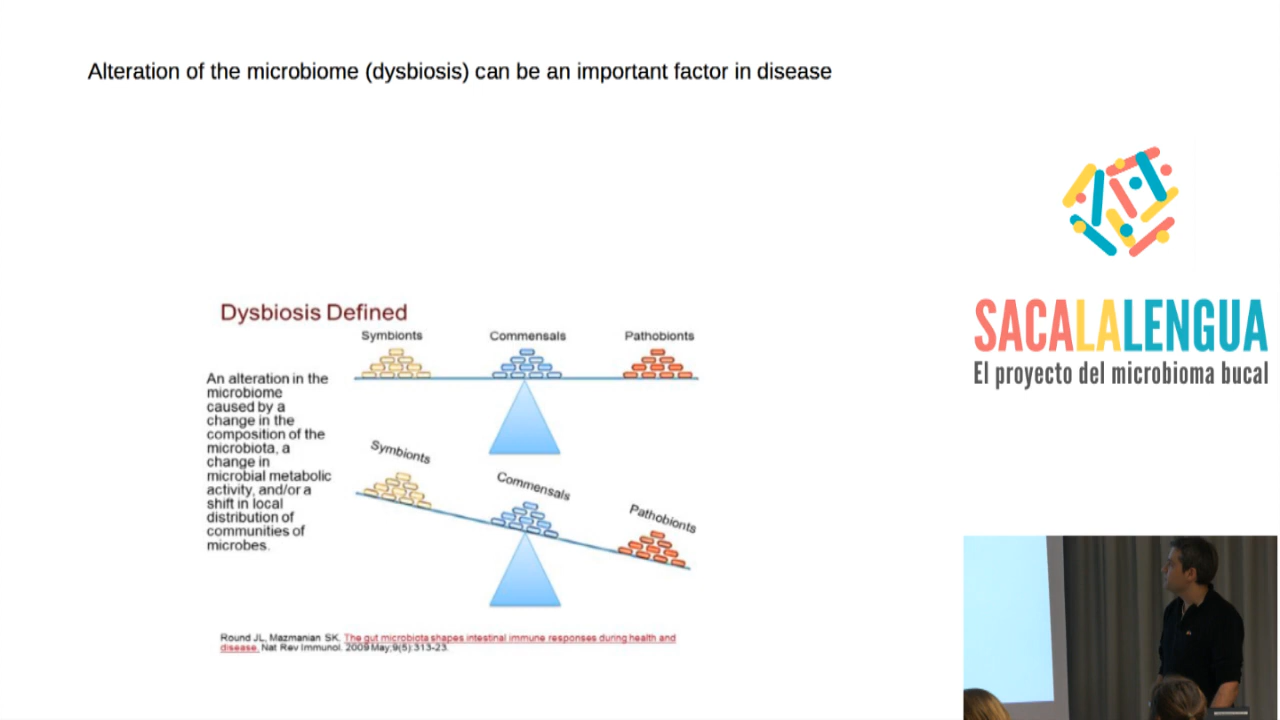 Alteration of the microbiome (dysbiosis) can be an important factor in disease
Dysbiosis Defined
Symbionts
Commensals
Pathobionts
An alteration in the
microbiome
caused by a
change in the
composition of the
microbiota, a
change in
microbial metabolic
activity, and/or a
shift in local
distribution of
communities of
microbes.
Symbionts
Commensals
Pathobionts
Round JL, Mazmanian SK. The gut microbiota shapes intestinal immune responses during health and
disease. Nat Rev Immunol. 2009 May;9(5):313-23.
SACALALENGUA
El proyecto del microbioma bucal